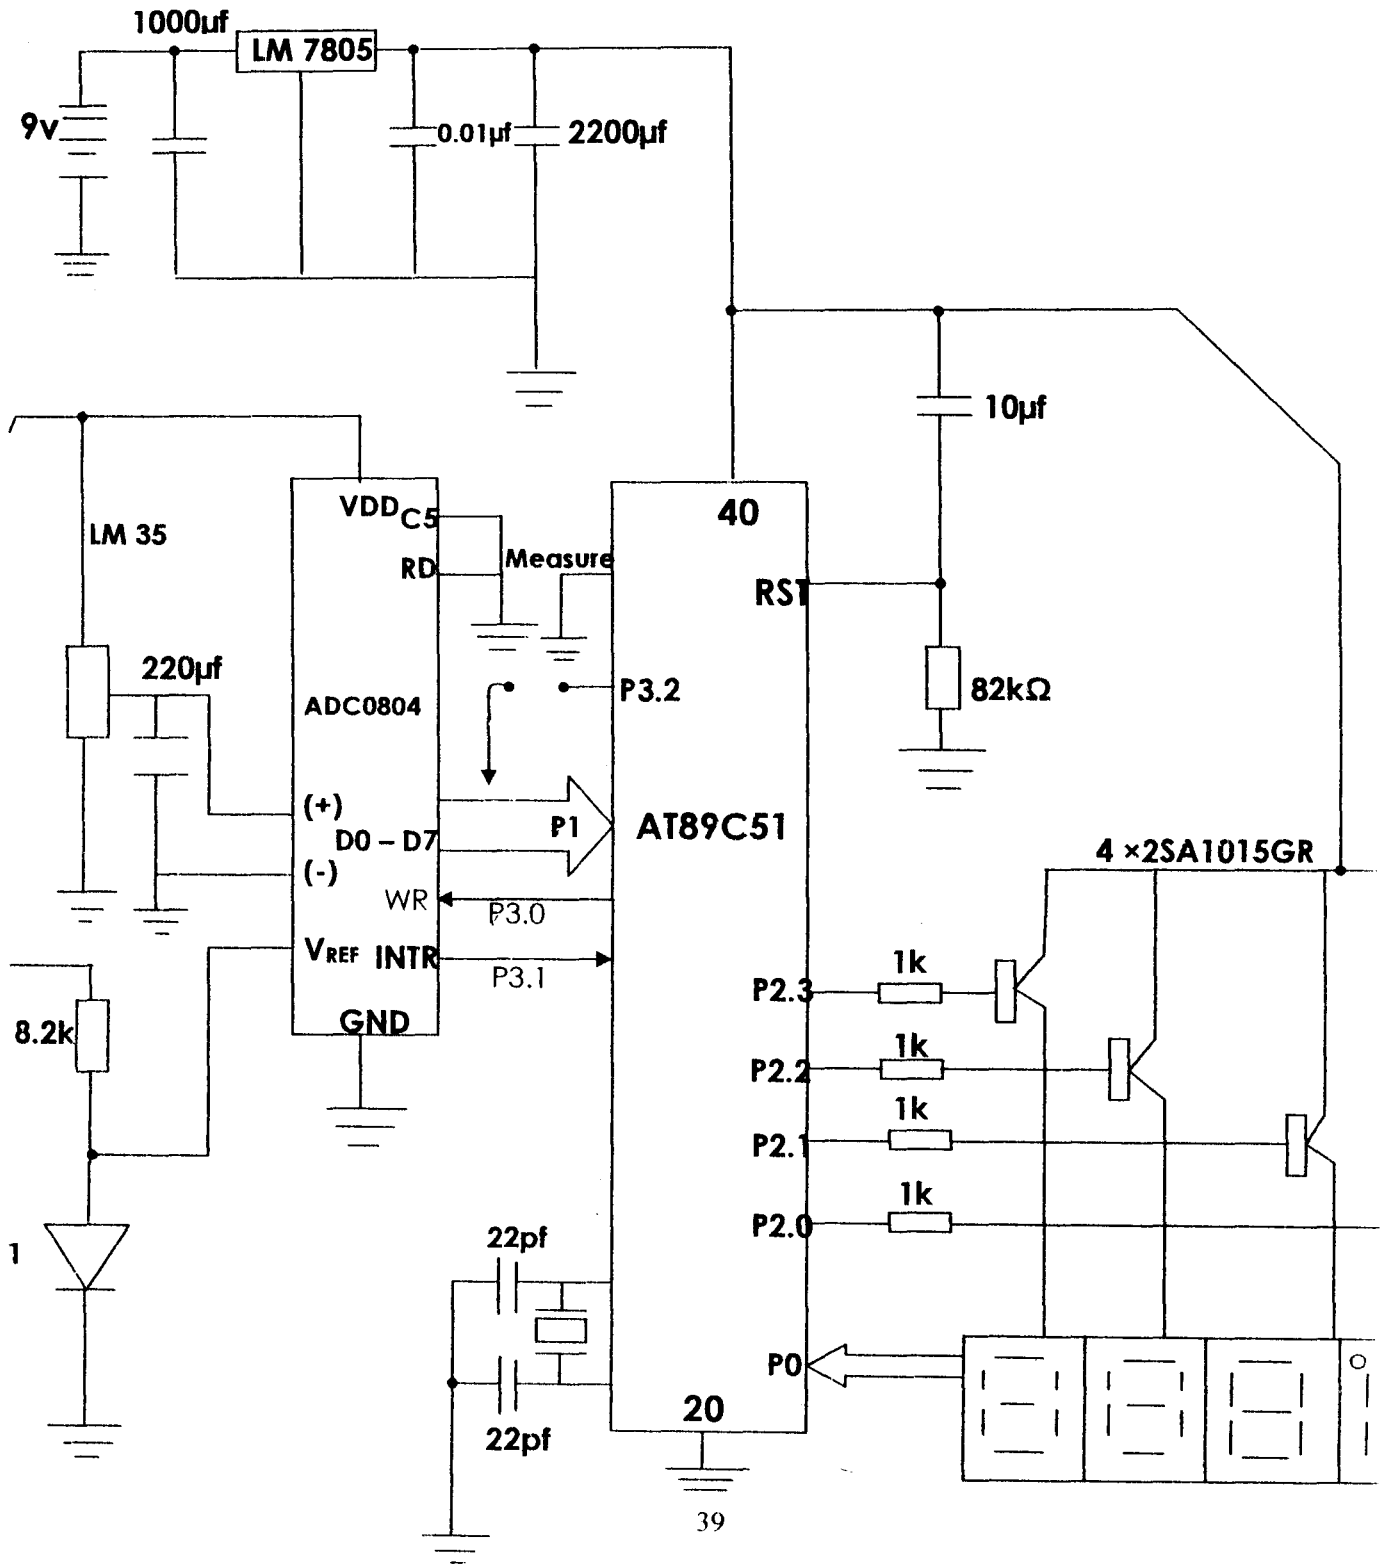 1000µf
LM 7805
9v
0.01µf
2200µf
10µf
LM 35
VDD
C5
RD
Measure
40
RST
220µf
ADC0804
P3.2
82kΩ
(+)
D0 – D7
P1
AT89C51
(-)
WR
P3.0
4 ×2SA1015GR
VREF
INTR
P3.1
GND
8.2k
P2.3
1k
P2.2
1k
P2.1
1k
P2.0
1k
1
22pf
22pf
P0
20
39